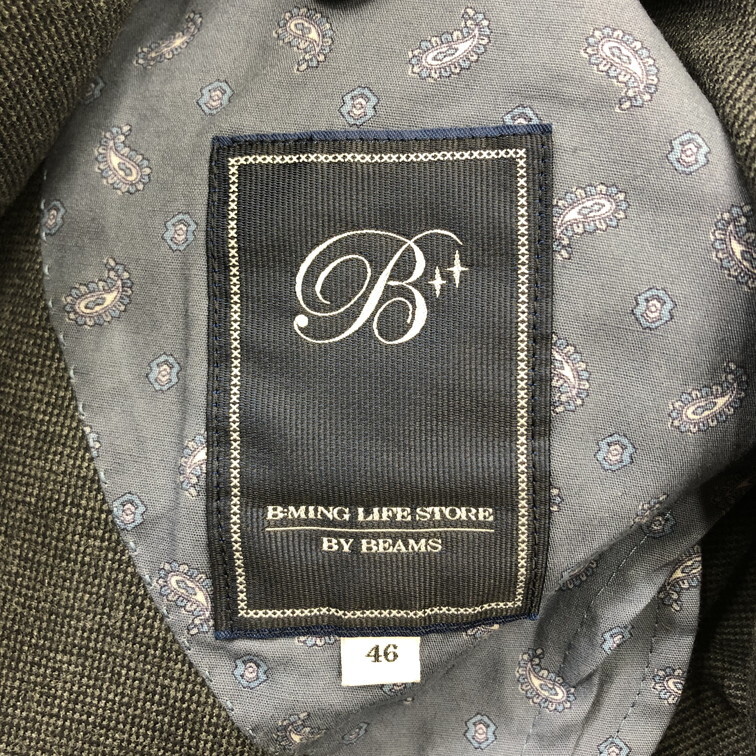 B
B:MING LIFE STORE
BY BEAMS
46